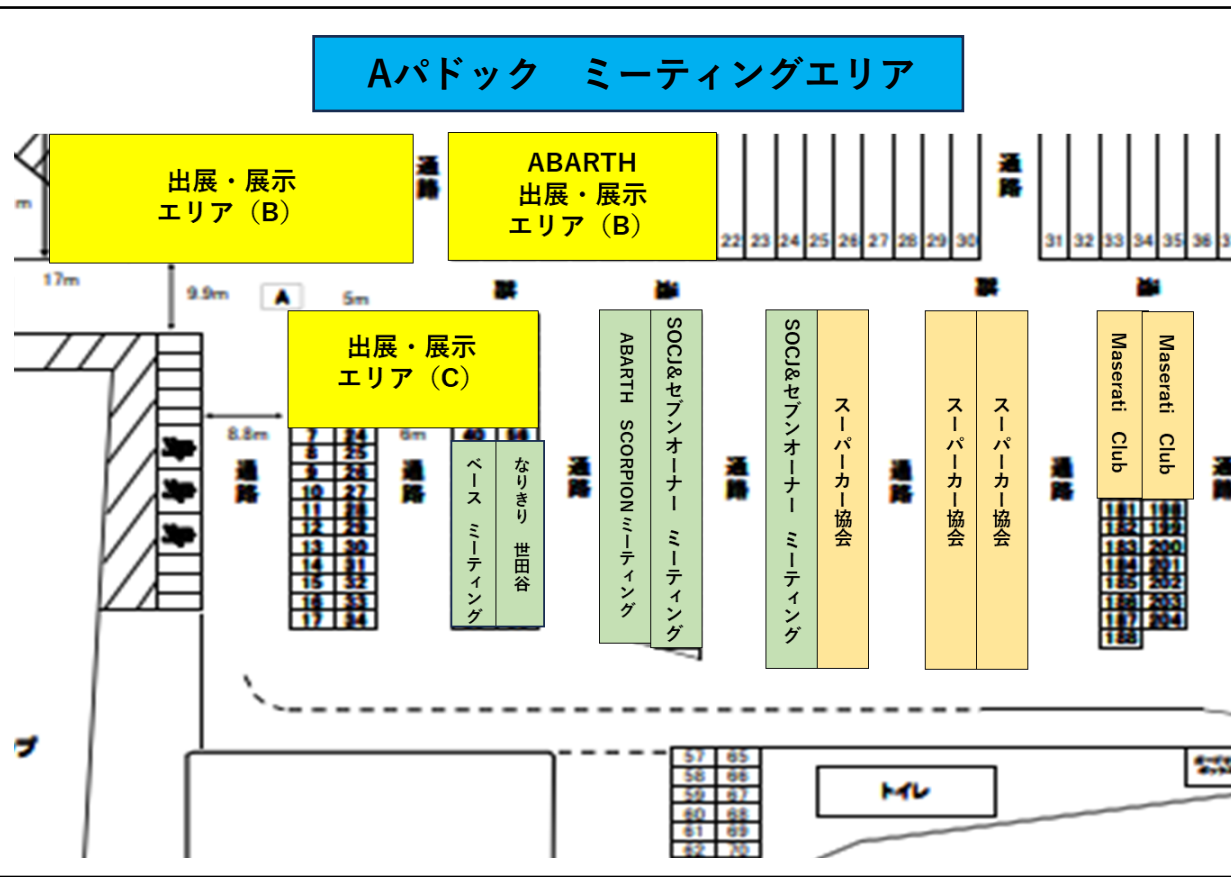 Aパドック　ミーティングエリア
出展・展示
エリア（B）
通路
ABARTH
出展・展示
エリア（B）
通路
22 23 24 25 26 27 28 29 30
31 32 33 34 35 36
m
17m
9.9m
A
5m
出展・展示
エリア（C）
8.8m
6m
通路
通路
通路
通路
通路
通路
7 24
8 25
9 26
10 27
11 28
12 29
13 30
14 31
15 32
16 33
17 34
40 54
ベース　ミーティング
なりきり　世田谷
ABARTH　SCORPIONミーティング
SOCJ&セブンオーナー　ミーティング
SOCJ&セブンオーナー　ミーティング
スーパーカー協会
スーパーカー協会
スーパーカー協会
Maserati　Club
Maserati　Club
181 198
182 199
183 200
184 201
185 202
186 203
187 204
188
57 65
58 66
59 67
60 68
61 69
62 70
トイレ
プ